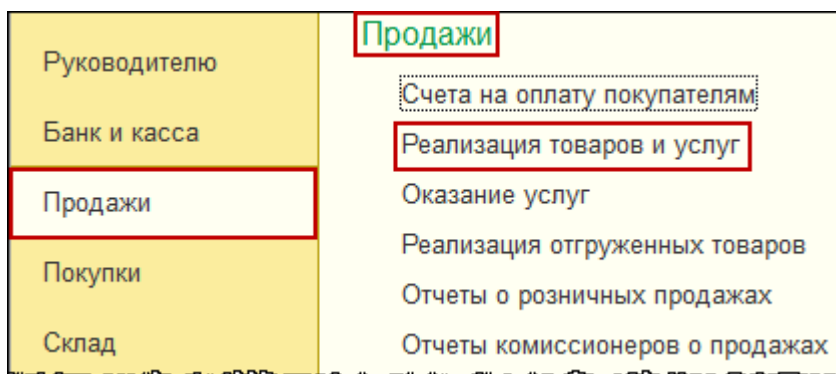 Руководителю
Банк и касса
Продажи
Покупки
Склад
Продажи
Счета на оплату покупателям
Реализация товаров и услуг
Оказание услуг
Реализация отгруженных товаров
Отчеты о розничных продажах
Отчеты комиссионеров о продажах